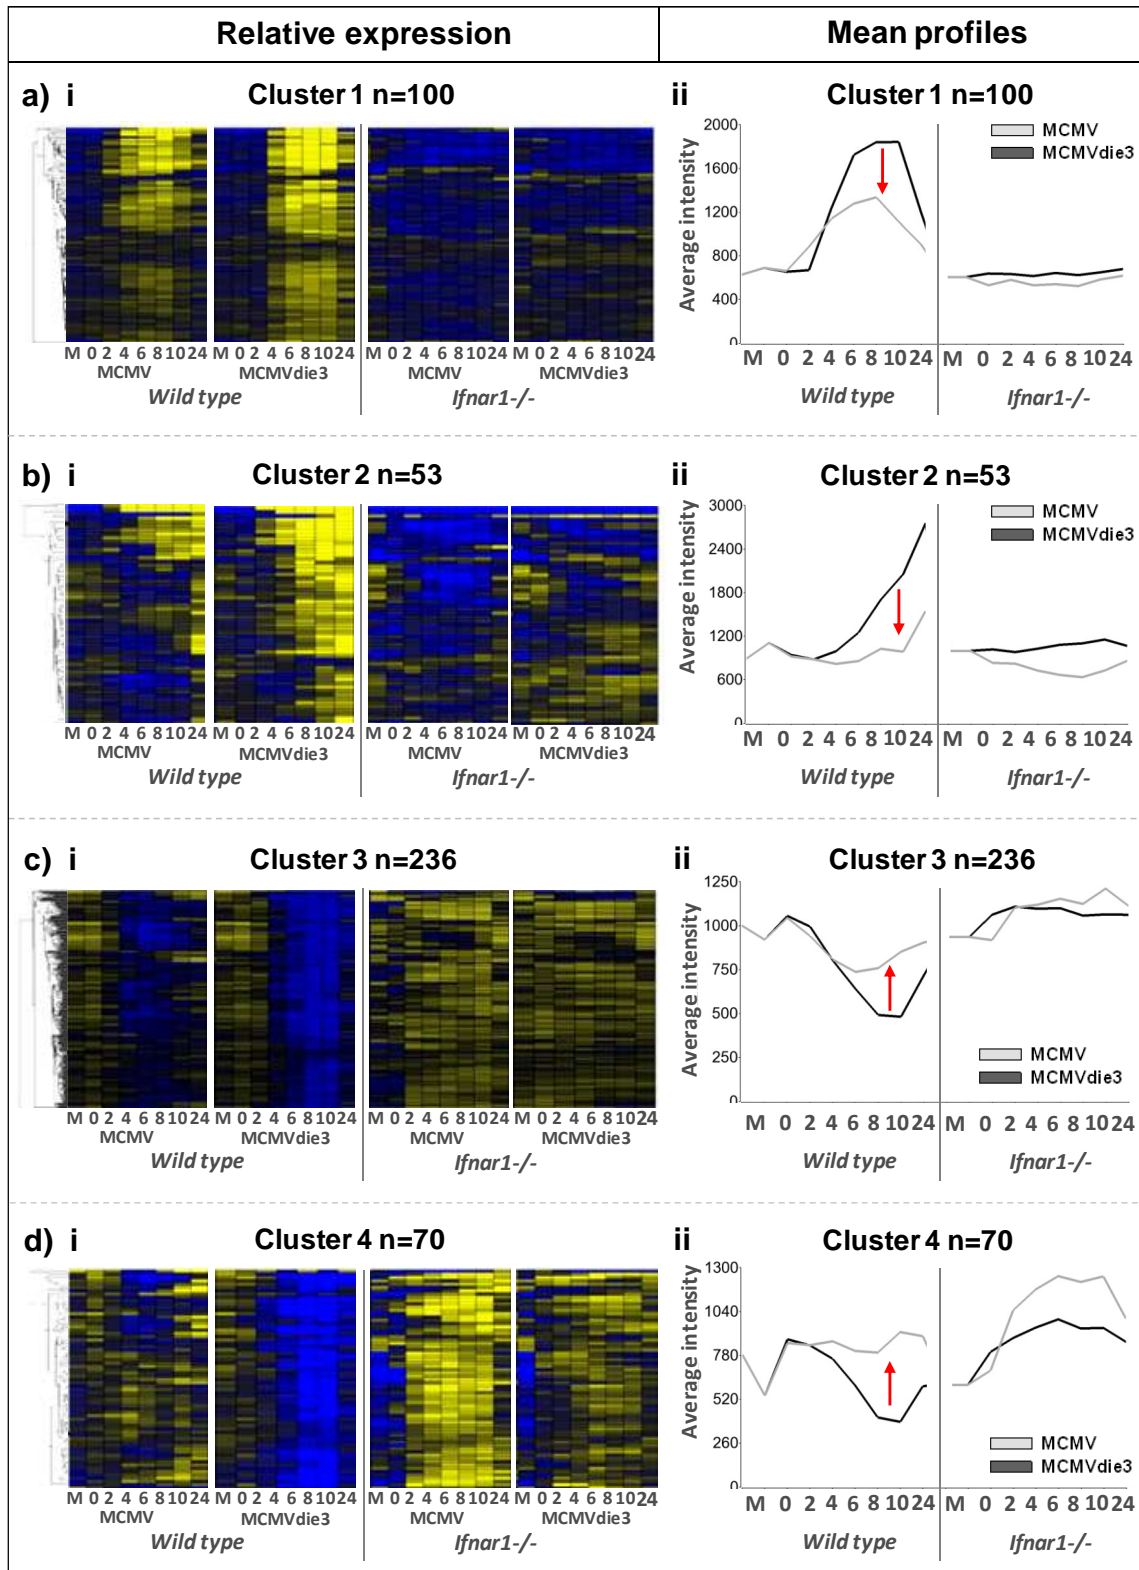 Relative expression
Mean profiles
a) i Cluster 1 n=100
ii Cluster 1 n=100
M 0 2 4 6 8 10 24
MCMV
M 0 2 4 6 8 10 24
MCMVdie3
Wild type
M 0 2 4 6 8 10 24
MCMV
M 0 2 4 6 8 10 24
MCMVdie3
Ifnar1-/-
Average intensity
2000
1600
1200
800
400
0
MCMV
MCMVdie3
M 0 2 4 6 8 10 24
Wild type
M 0 2 4 6 8 10 24
Ifnar1-/-
b) i Cluster 2 n=53
ii Cluster 2 n=53
M 0 2 4 6 8 10 24
MCMV
M 0 2 4 6 8 10 24
MCMVdie3
Wild type
M 0 2 4 6 8 10 24
MCMV
M 0 2 4 6 8 10 24
MCMVdie3
Ifnar1-/-
Average intensity
3000
2400
1800
1200
600
0
MCMV
MCMVdie3
M 0 2 4 6 8 10 24
Wild type
M 0 2 4 6 8 10 24
Ifnar1-/-
c) i Cluster 3 n=236
ii Cluster 3 n=236
M 0 2 4 6 8 10 24
MCMV
M 0 2 4 6 8 10 24
MCMVdie3
Wild type
M 0 2 4 6 8 10 24
MCMV
M 0 2 4 6 8 10 24
MCMVdie3
Ifnar1-/-
Average intensity
1250
1000
750
500
250
0
MCMV
MCMVdie3
M 0 2 4 6 8 10 24
Wild type
M 0 2 4 6 8 10 24
Ifnar1-/-
d) i Cluster 4 n=70
ii Cluster 4 n=70
M 0 2 4 6 8 10 24
MCMV
M 0 2 4 6 8 10 24
MCMVdie3
Wild type
M 0 2 4 6 8 10 24
MCMV
M 0 2 4 6 8 10 24
MCMVdie3
Ifnar1-/-
Average intensity
1300
1040
780
520
260
0
MCMV
MCMVdie3
M 0 2 4 6 8 10 24
Wild type
M 0 2 4 6 8 10 24
Ifnar1-/-